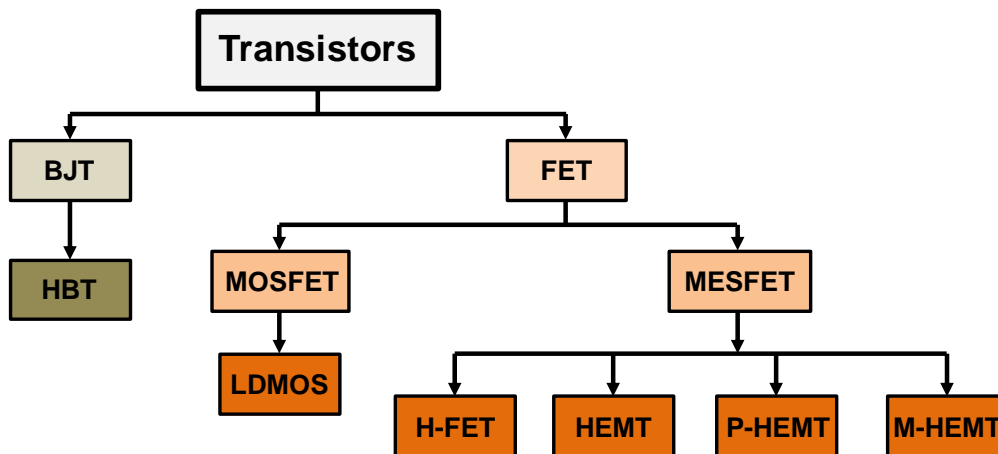 Transistors
BJT
FET
HBT
MOSFET
MESFET
LDMOS
H-FET
HEMT
P-HEMT
M-HEMT